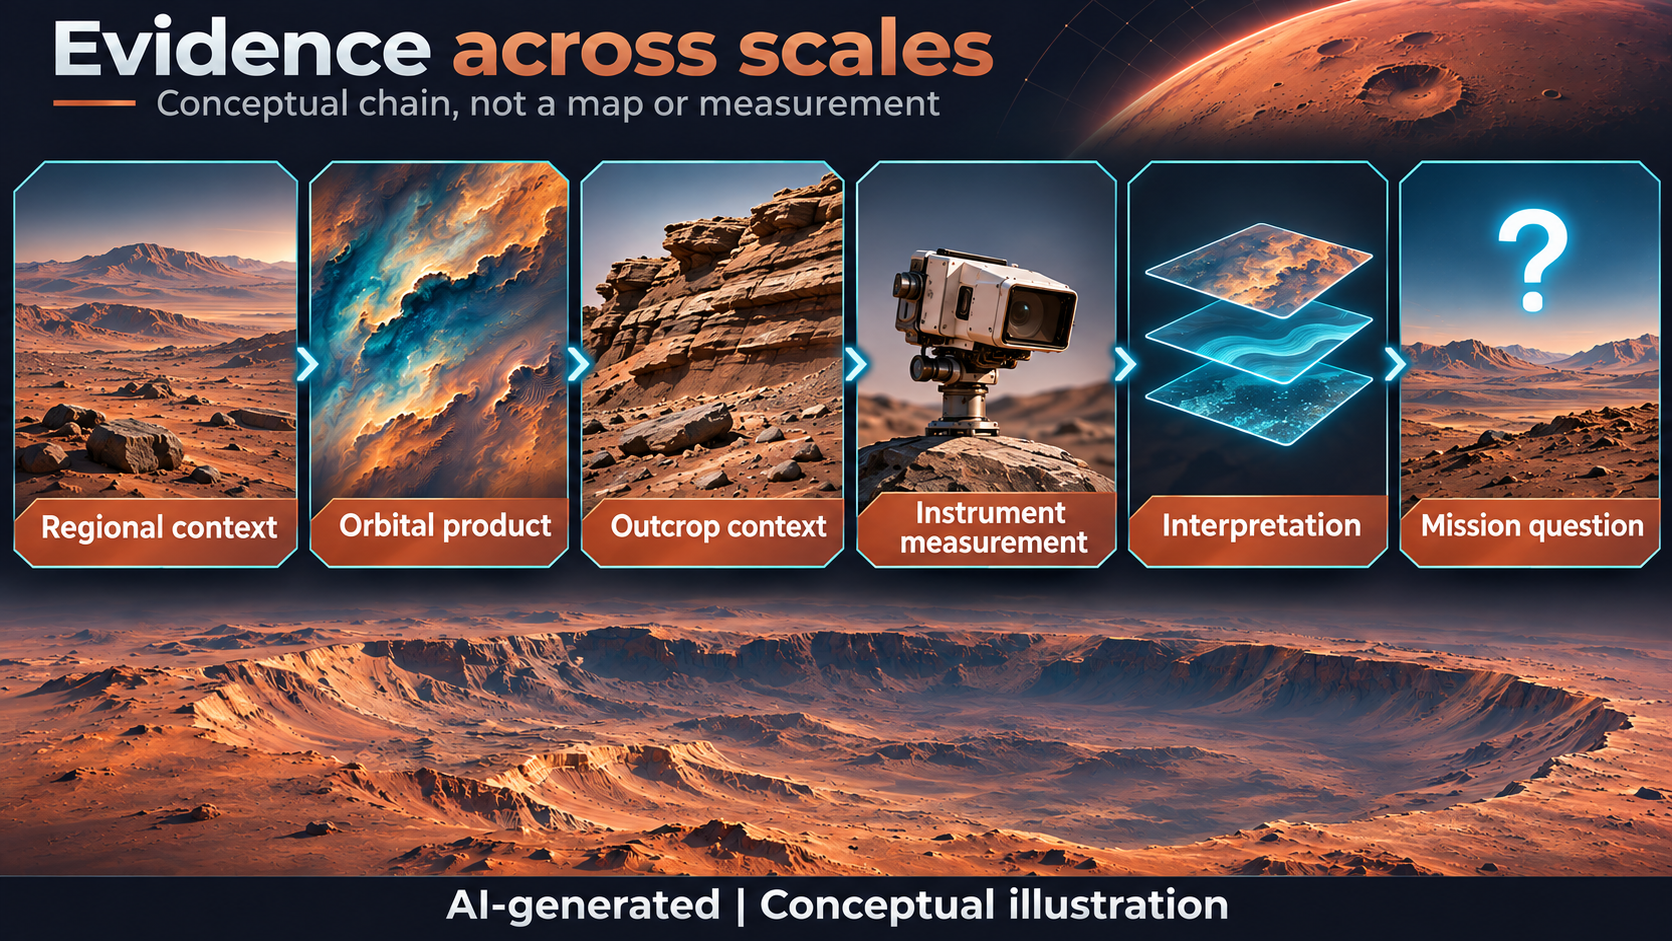 Evidence across scales
Conceptual chain, not a map or measurement
?
Regional context
Orbital product
Outcrop context
Instrument
measurement
Interpretation
Mission question
AI-generated | Conceptual illustration